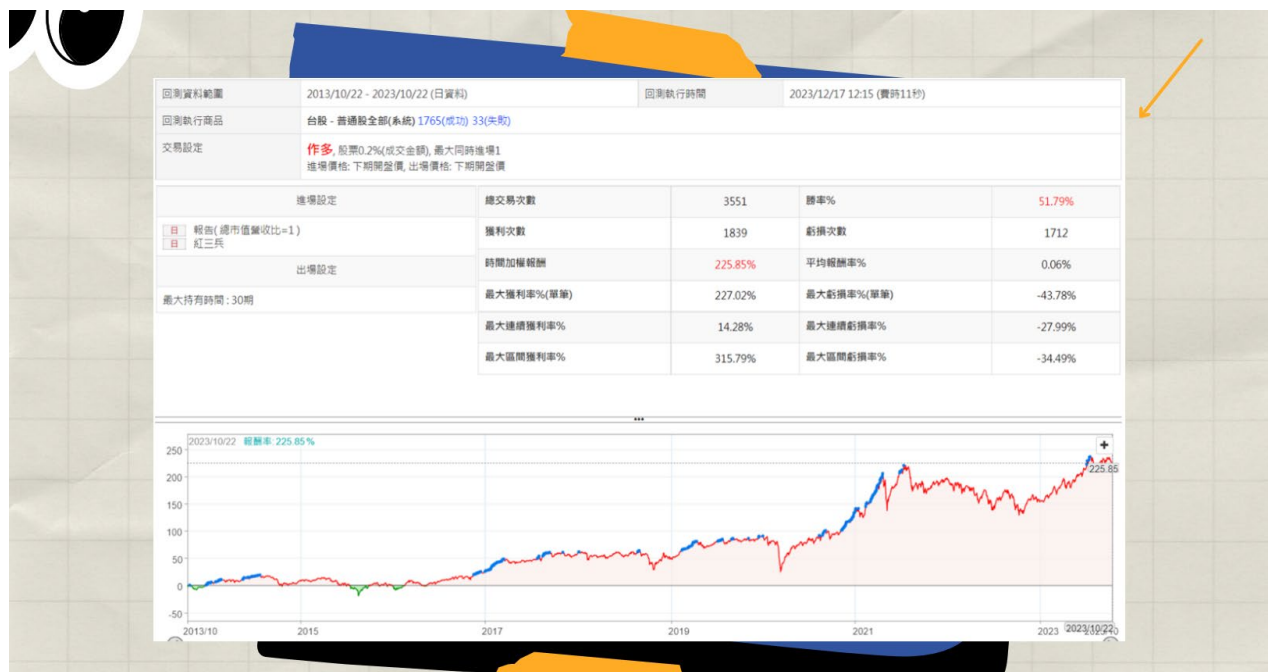 回測資料範圍 2013/10/22 - 2023/10/22 (日資料) 回測執行時間 2023/12/17 12:15 (費時11秒)
回測執行商品 台股 - 普通股全部(系統) 1765(成功) 33(失敗)
交易設定 作多, 股票0.2%(成交金額), 最大同時進場1
進場價格: 下期開盤價, 出場價格: 下期開盤價
進場設定
日 報告( 總市值營收比=1 )
日 紅三兵
出場設定
最大持有時間 : 30期
總交易次數 3551 勝率% 51.79%
獲利次數 1839 虧損次數 1712
時間加權報酬 225.85% 平均報酬率% 0.06%
最大獲利率%(單筆) 227.02% 最大虧損率%(單筆) -43.78%
最大連續獲利率% 14.28% 最大連續虧損率% -27.99%
最大區間獲利率% 315.79% 最大區間虧損率% -34.49%
2023/10/22 報酬率: 225.85%
250
225.85
200
150
100
50
0
-50
2013/10 2015 2017 2019 2021 2023 2023/10/22